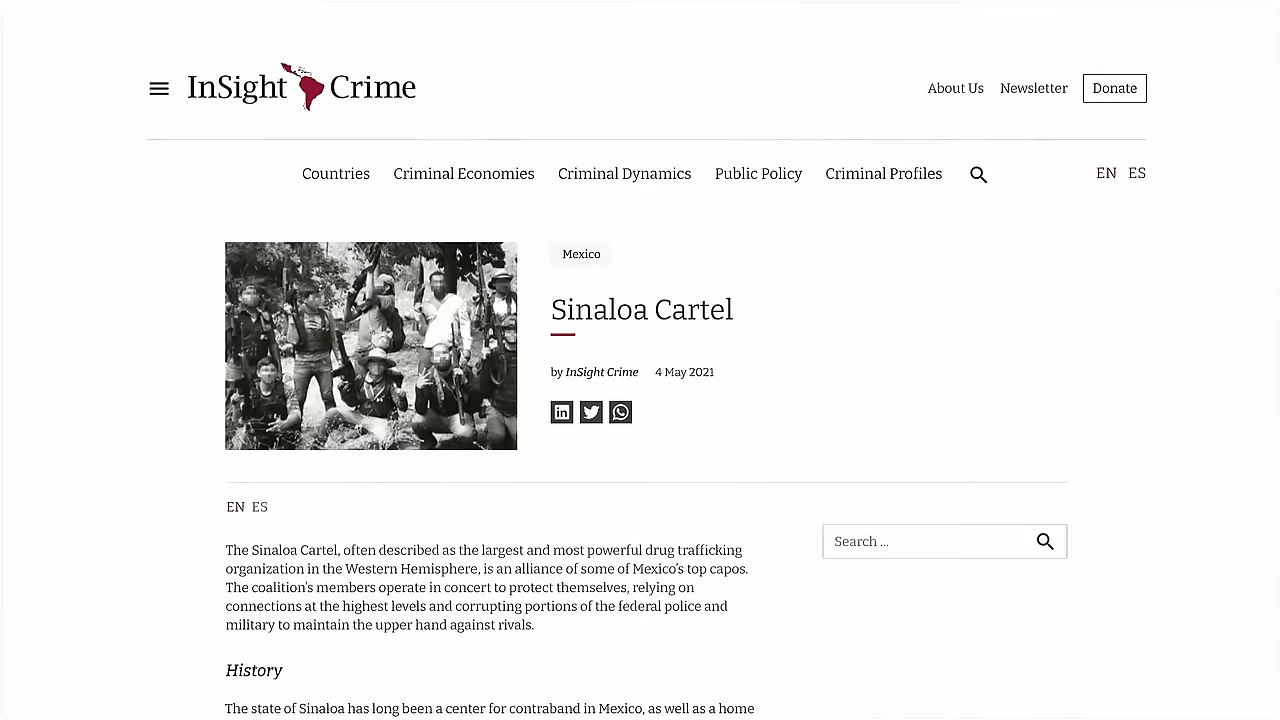 InSight Crime
About Us Newsletter Donate
Countries Criminal Economies Criminal Dynamics Public Policy Criminal Profiles
EN ES
Mexico
Sinaloa Cartel
by InSight Crime 4 May 2021
EN ES
Search ...
The Sinaloa Cartel, often described as the largest and most powerful drug trafficking
organization in the Western Hemisphere, is an alliance of some of Mexico’s top capos.
The coalition’s members operate in concert to protect themselves, relying on
connections at the highest levels and corrupting portions of the federal police and
military to maintain the upper hand against rivals.
History
The state of Sinaloa has long been a center for contraband in Mexico, as well as a home